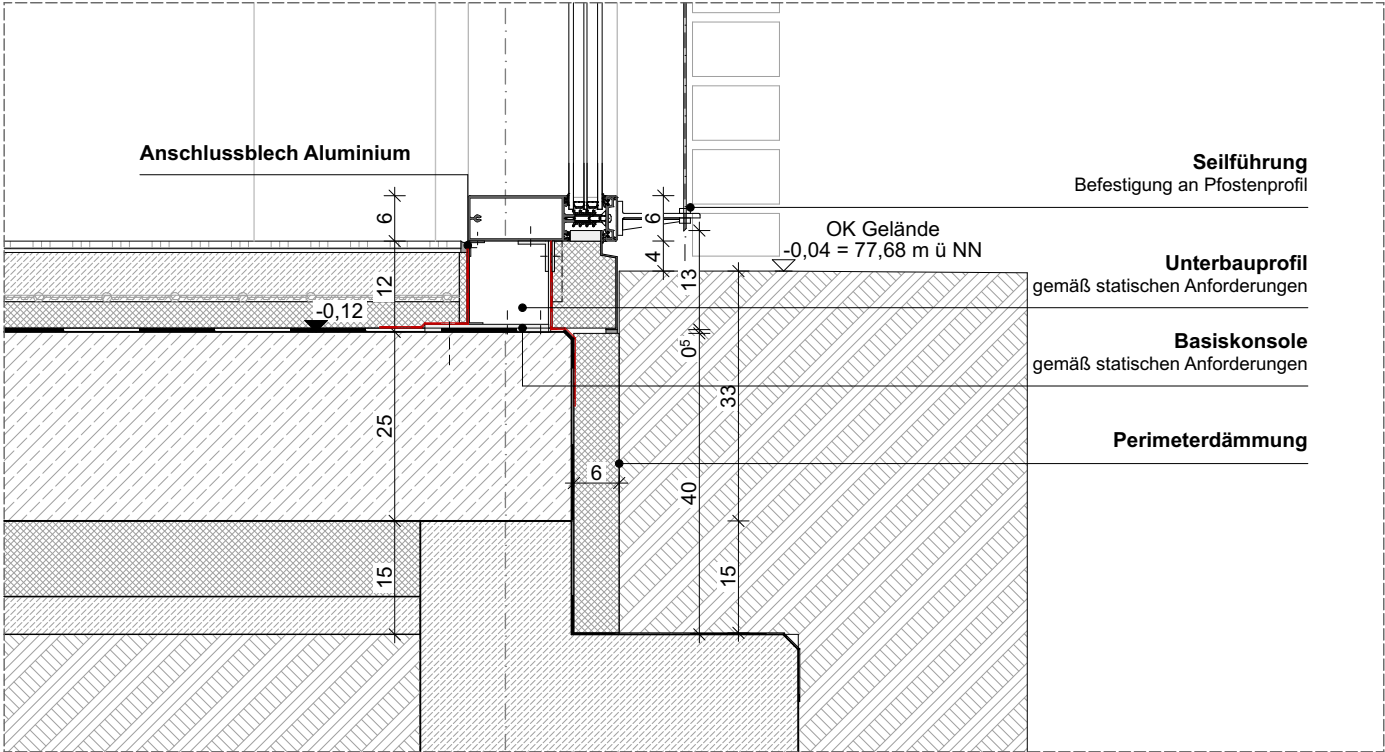 Anschlussblech Aluminium
Seilführung
Befestigung an Pfostenprofil
OK Gelände
-0,04 = 77,68 m ü NN
Unterbauprofil
gemäß statischen Anforderungen
Basiskonsole
gemäß statischen Anforderungen
Perimeterdämmung
6
12
-0,12
25
15
6
6
4
13
0⁵
40
33
15